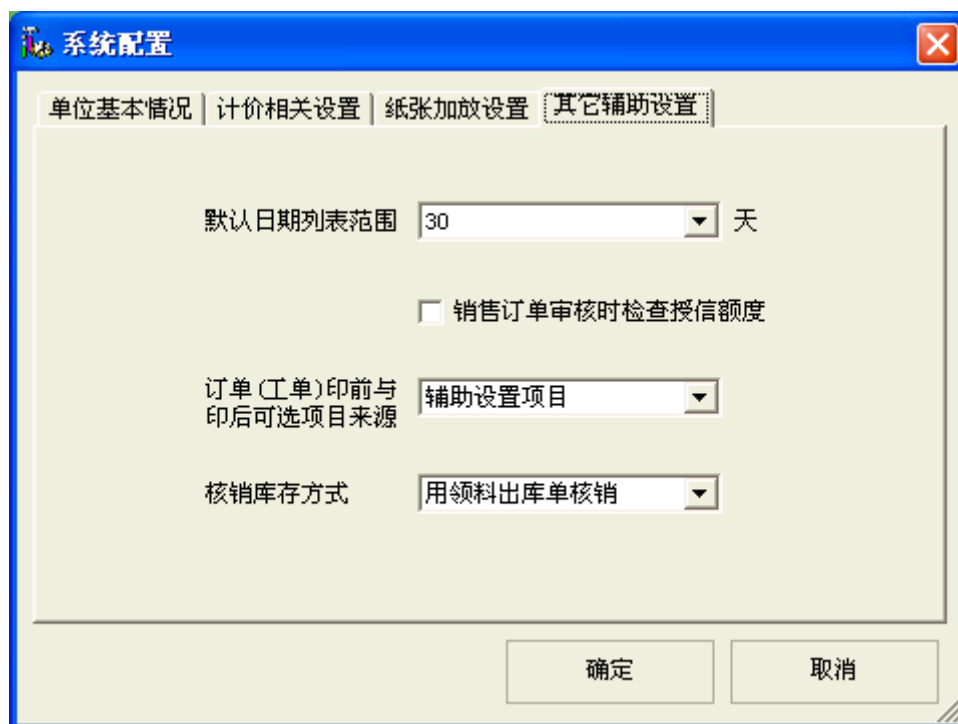 系统配置
单位基本情况 计价相关设置 纸张加放设置 其它辅助设置
默认日期列表范围 30 天
销售订单审核时检查授信额度
订单(工单)印前与
印后可选项目来源 辅助设置项目
核销库存方式 用领料出库单核销
确定 取消